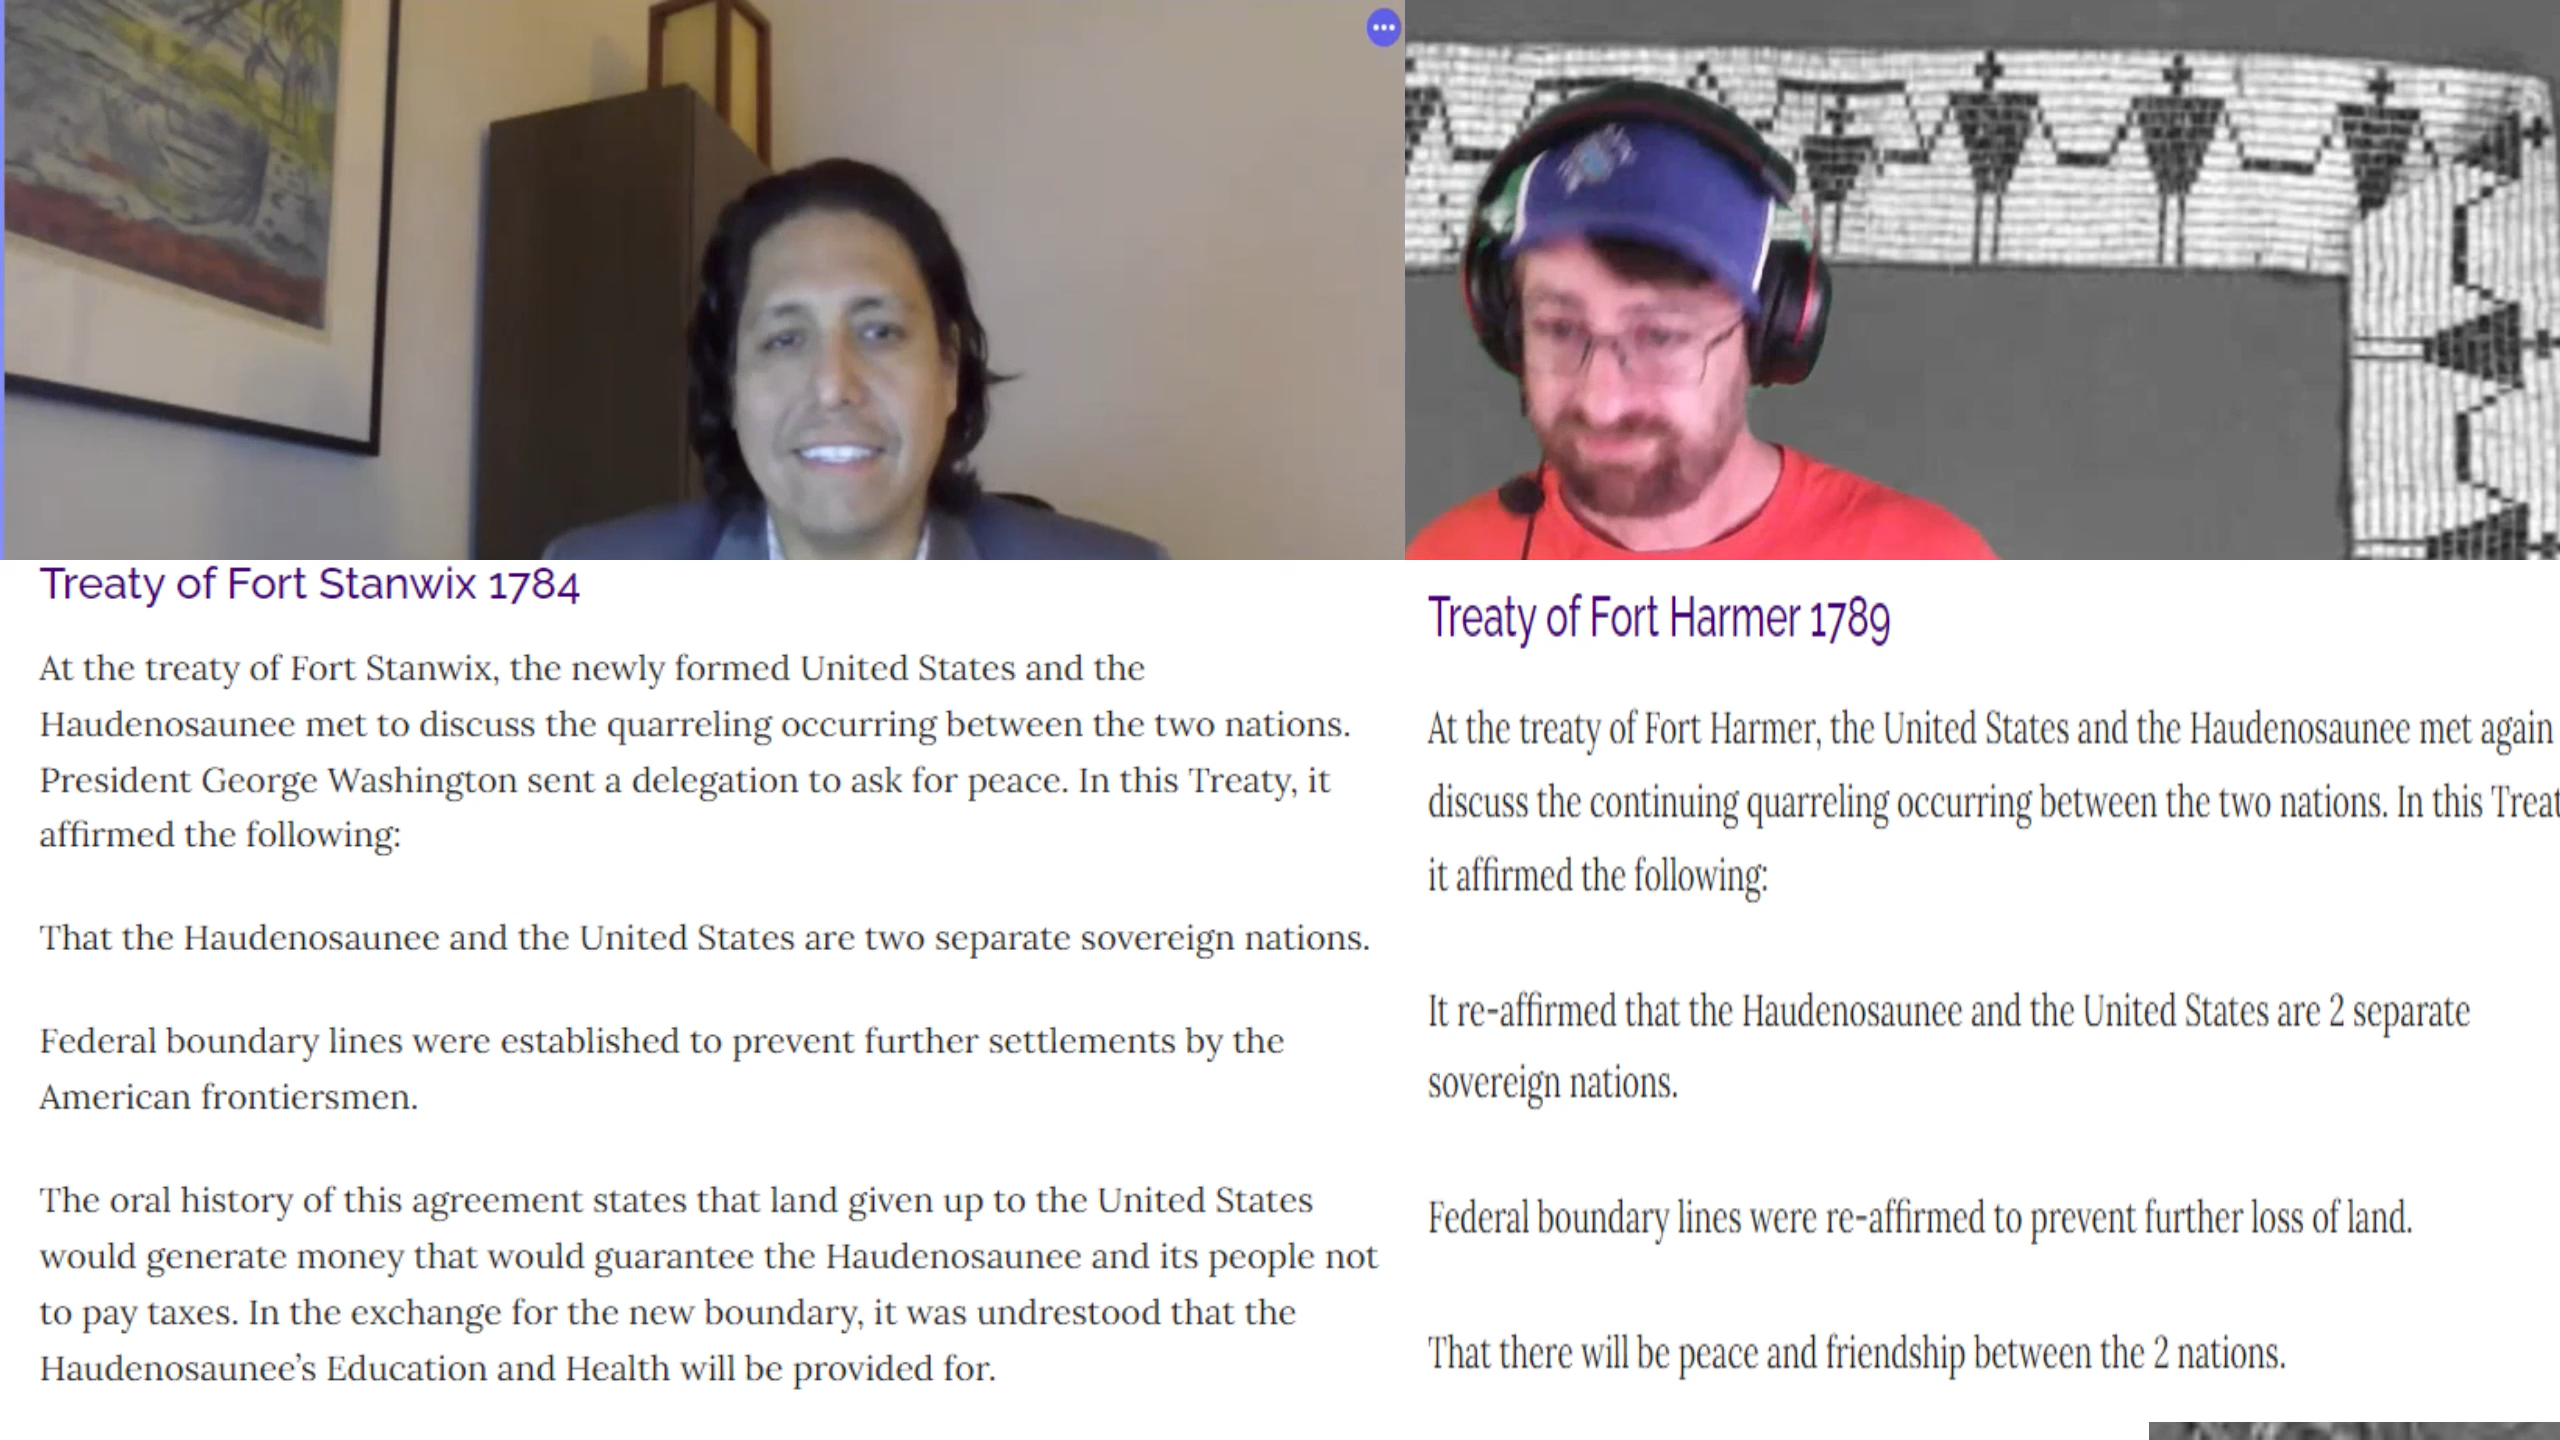 Treaty of Fort Stanwix 1784
At the treaty of Fort Stanwix, the newly formed United States and the
Haudenosaunee met to discuss the quarreling occurring between the two nations.
President George Washington sent a delegation to ask for peace. In this Treaty, it
affirmed the following:
That the Haudenosaunee and the United States are two separate sovereign nations.
Federal boundary lines were established to prevent further settlements by the
American frontiersmen.
The oral history of this agreement states that land given up to the United States
would generate money that would guarantee the Haudenosaunee and its people not
to pay taxes. In the exchange for the new boundary, it was undrestood that the
Haudenosaunee’s Education and Health will be provided for.
Treaty of Fort Harmer 1789
At the treaty of Fort Harmer, the United States and the Haudenosaunee met again
discuss the continuing quarreling occurring between the two nations. In this Treat
it affirmed the following:
It re-affirmed that the Haudenosaunee and the United States are 2 separate
sovereign nations.
Federal boundary lines were re-affirmed to prevent further loss of land.
That there will be peace and friendship between the 2 nations.